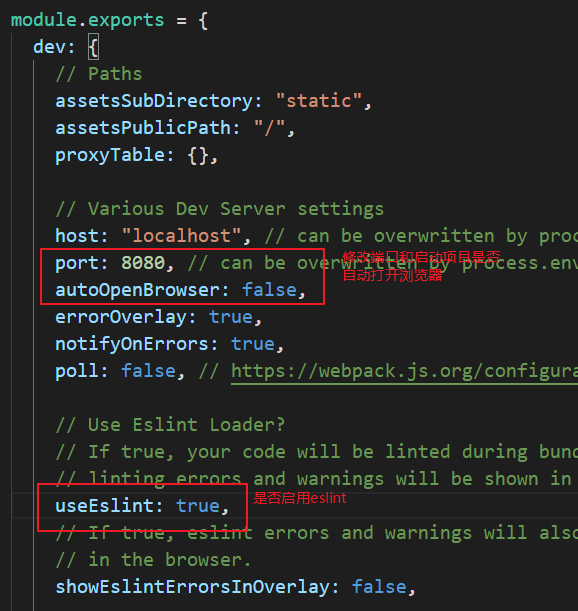 module.exports = {
dev: {
// Paths
assetsSubDirectory: "static",
assetsPublicPath: "/",
proxyTable: {},
// Various Dev Server settings
host: "localhost", // can be overwritten by proc
port: 8080, // can be overwritten by process.env
修改端口和启动项目是否
自动打开浏览器
autoOpenBrowser: false,
errorOverlay: true,
notifyOnErrors: true,
poll: false, // https://webpack.js.org/configura
// Use Eslint Loader?
// If true, your code will be linted during bund
// linting errors and warnings will be shown in
useEslint: true,
是否启用eslint
// If true, eslint errors and warnings will also
// in the browser.
showEslintErrorsInOverlay: false,